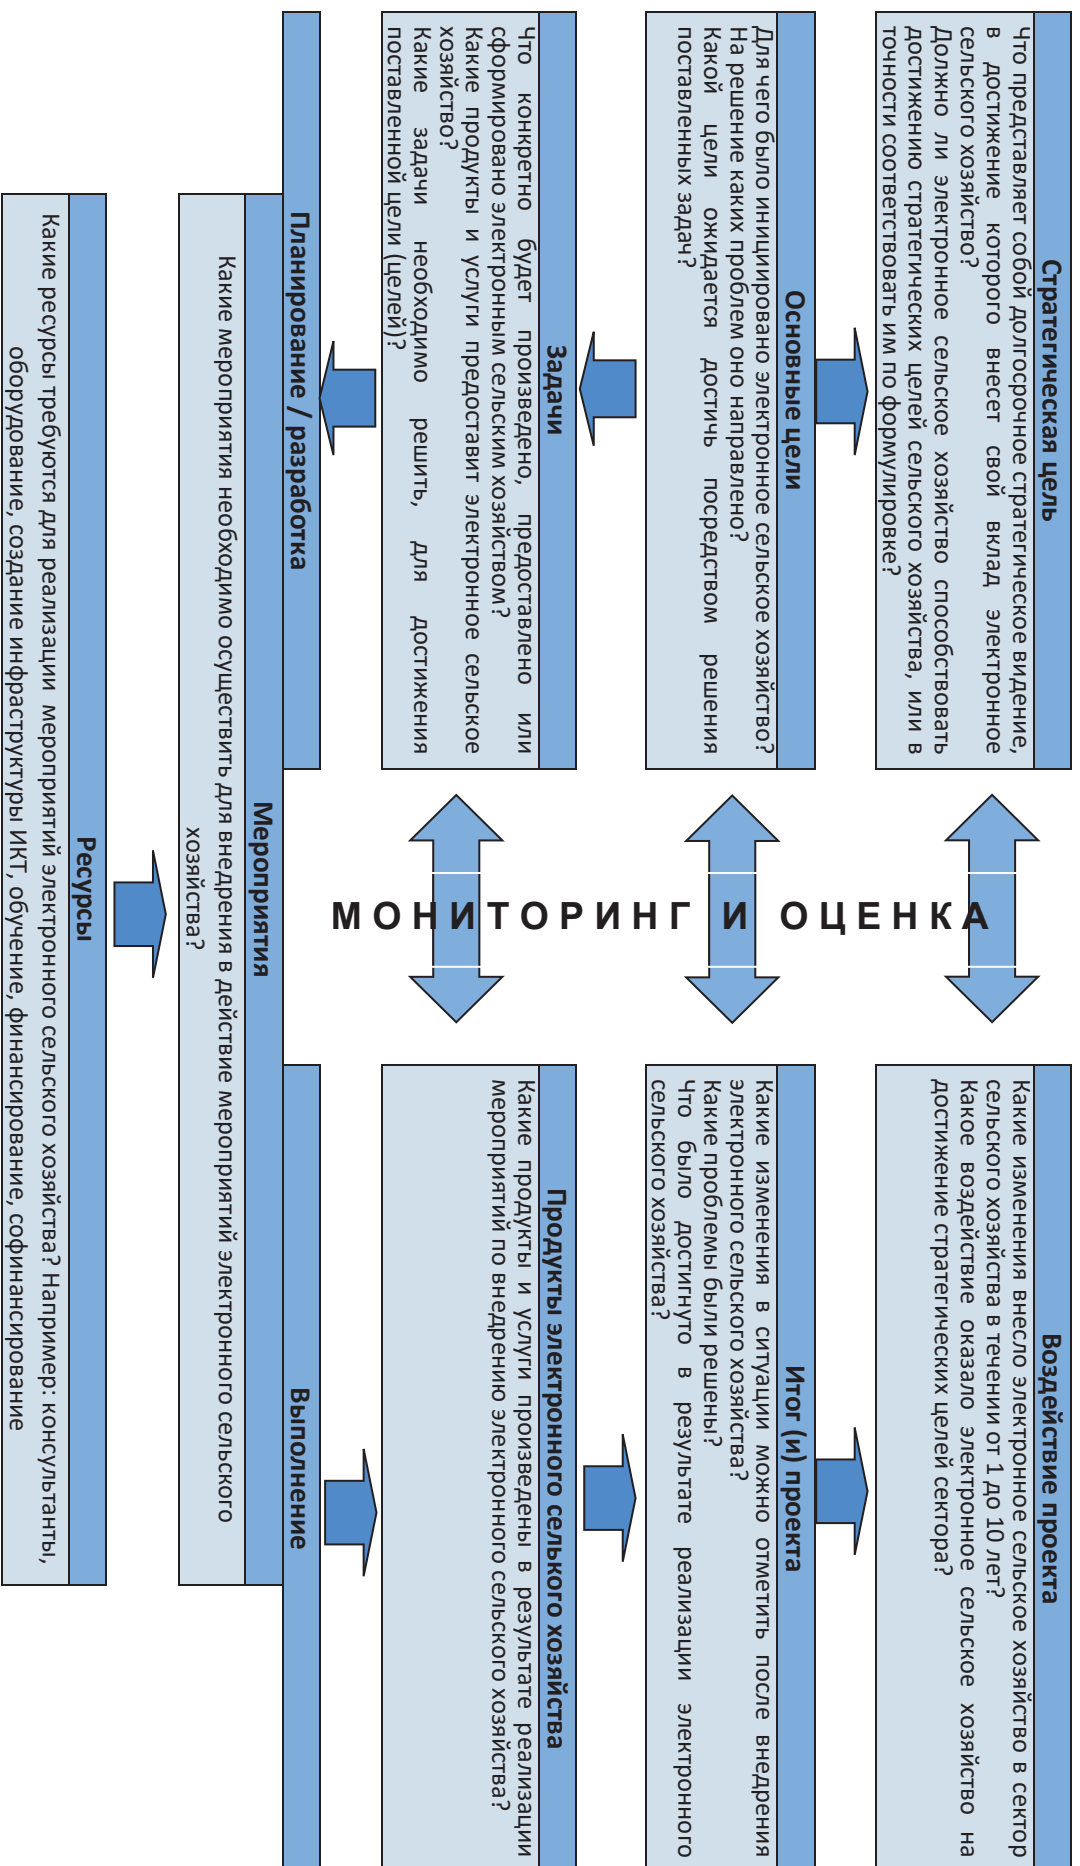 Стратегическая цель
Что представляет собой долгосрочное стратегическое видение,
в достижение которого внесет свой вклад электронное
сельского хозяйство?
Должно ли электронное сельское хозяйство способствовать
достижению стратегических целей сельского хозяйства, или в
точности соответствовать им по формулировке?
Основные цели
Для чего было инициировано электронное сельское хозяйство?
На решение каких проблем оно направлено?
Какой цели ожидается достичь посредством решения
поставленных задач?
Задачи
Что конкретно будет произведено, предоставлено или
сформировано электронным сельским хозяйством?
Какие продукты и услуги предоставит электронное сельское
хозяйство?
Какие задачи необходимо решить, для достижения
поставленной цели (целей)?
Планирование / разработка
МОНИТОРИНГ И ОЦЕНКА
Воздействие проекта
Какие изменения внесло электронное сельское хозяйство в сектор
сельского хозяйства в течении от 1 до 10 лет?
Какое воздействие оказало электронное сельское хозяйство на
достижение стратегических целей сектора?
Итог (и) проекта
Какие изменения в ситуации можно отметить после внедрения
электронного сельского хозяйства?
Какие проблемы были решены?
Что было достигнуто в результате реализации электронного
сельского хозяйства?
Продукты электронного селького хозяйства
Какие продукты и услуги произведены в результате реализации
мероприятий по внедрению электронного сельского хозяйства?
Выполнение
Мероприятия
Какие мероприятия необходимо осуществить для внедрения в действие мероприятий электронного сельского
хозяйства?
Ресурсы
Какие ресурсы требуются для реализации мероприятий электронного сельского хозяйства? Например: консультанты,
оборудование, создание инфраструктуры ИКТ, обучение, финансирование, софинансирование